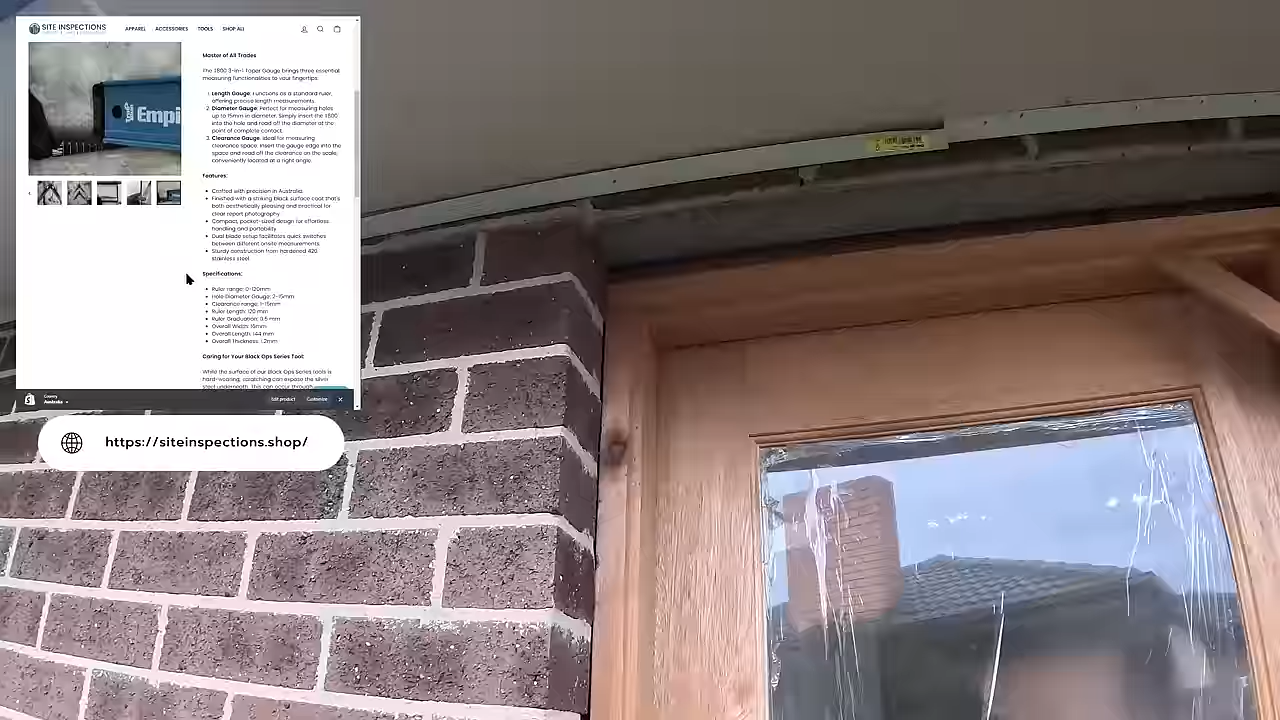 SITE INSPECTIONS
APPAREL ACCESSORIES TOOLS SHOP ALL
Empi
Master of All Trades
The 1800 3-in-1 Taper Gauge brings three essential
measuring functionalities to your fingertips:
1. Length Gauge: Functions as a standard ruler,
offering precise length measurements.
2. Diameter Gauge: Perfect for measuring holes
up to 15mm in diameter. Simply insert the 1800
into the hole and read off the diameter at the
point of complete contact.
3. Clearance Gauge: Ideal for measuring
clearance space. Insert the gauge edge into the
space and read off the clearance on the scale,
conveniently located at a right angle.
Features:
Crafted with precision in Australia.
Finished with a striking black surface coat that's
both aesthetically pleasing and practical for
clear report photography.
Compact, pocket-sized design for effortless
handling and portability.
Dual blade setup facilitates quick switches
between different onsite measurements.
Sturdy construction from hardened 420
stainless steel.
Specifications:
Ruler range: 0-120mm
Hole Diameter Gauge: 2-15mm
Clearance range: 1-15mm
Ruler Length: 120 mm
Ruler Graduation: 0.5 mm
Overall Width: 16mm
Overall Length: 144 mm
Overall Thickness: 1.2mm
Caring for Your Black Ops Series Tool:
While the surface of our Black Ops Series tools is
hard-wearing, scratching can expose the silver
steel underneath. This can occur through
Country
Australia
Edit product Customize
https://siteinspections.shop/